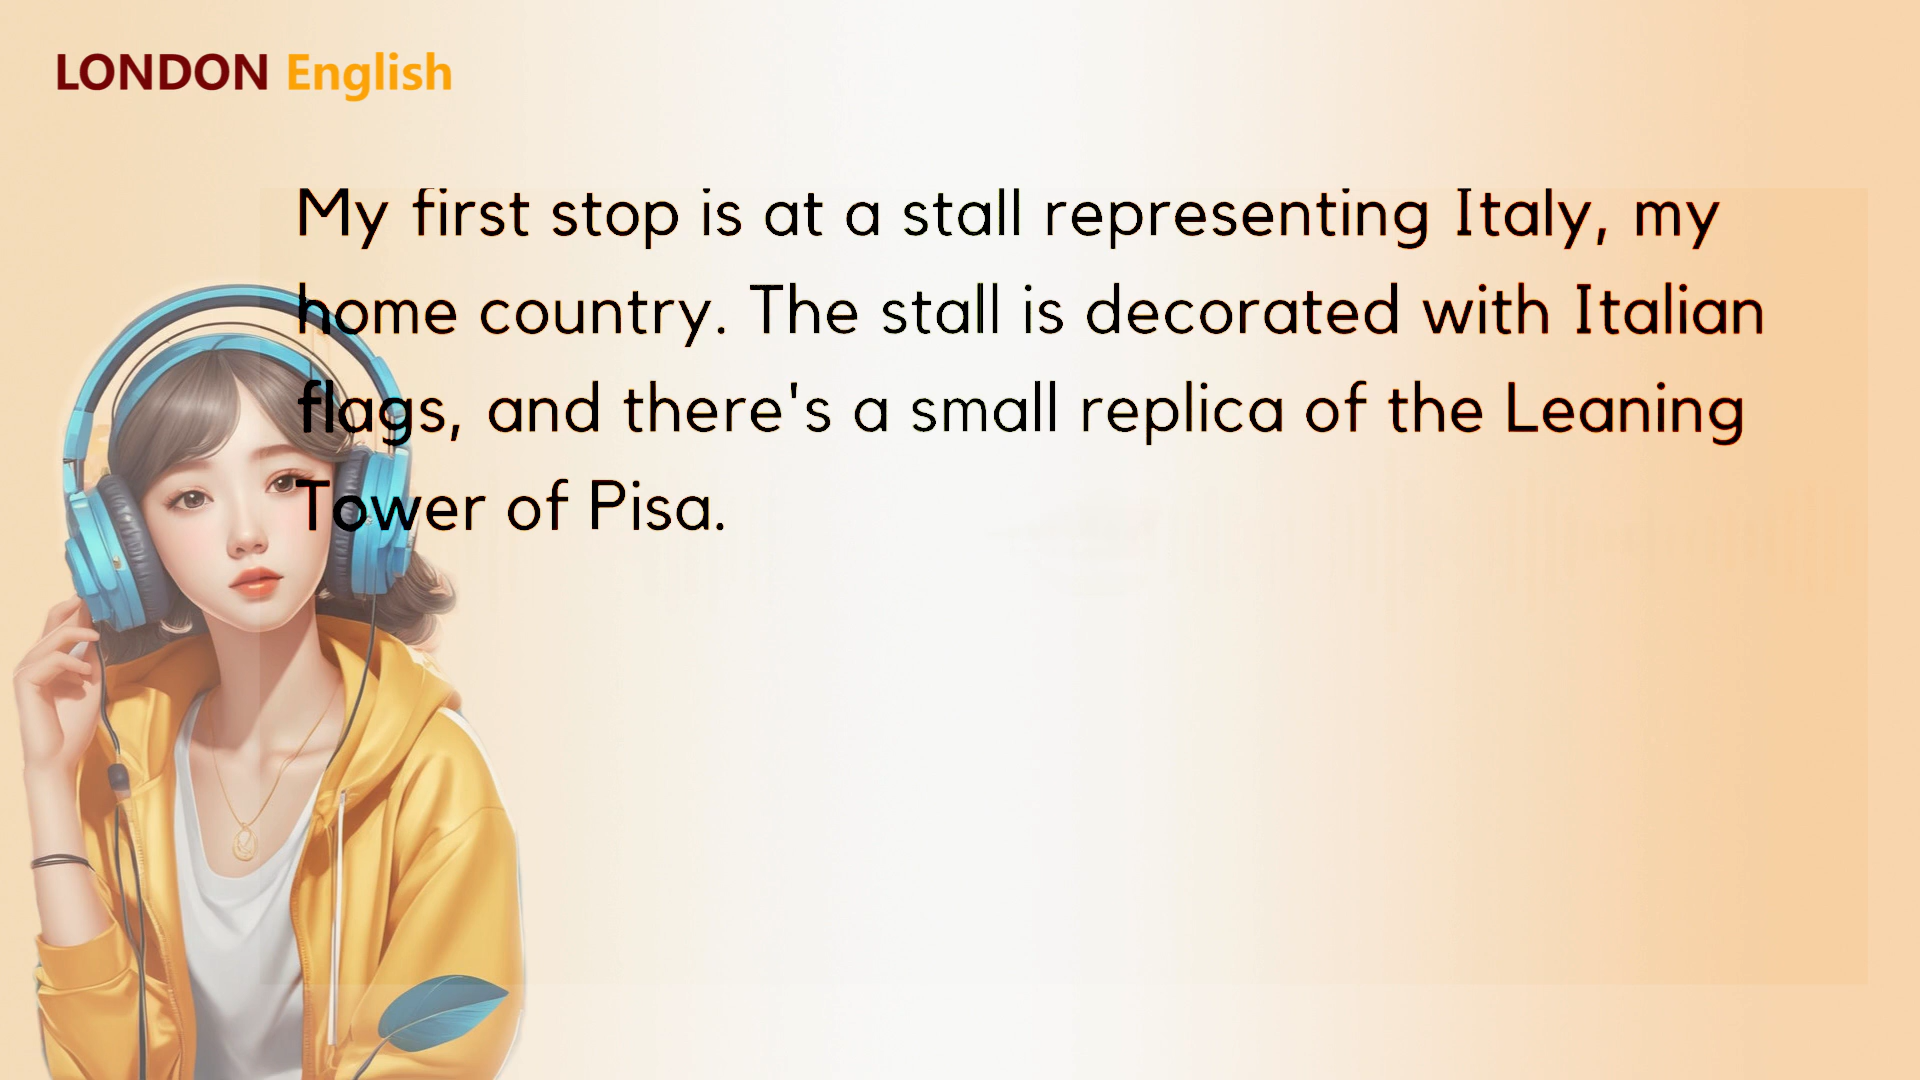 LONDON English
My first stop is at a stall representing Italy, my
home country. The stall is decorated with Italian
flags, and there's a small replica of the Leaning
Tower of Pisa.